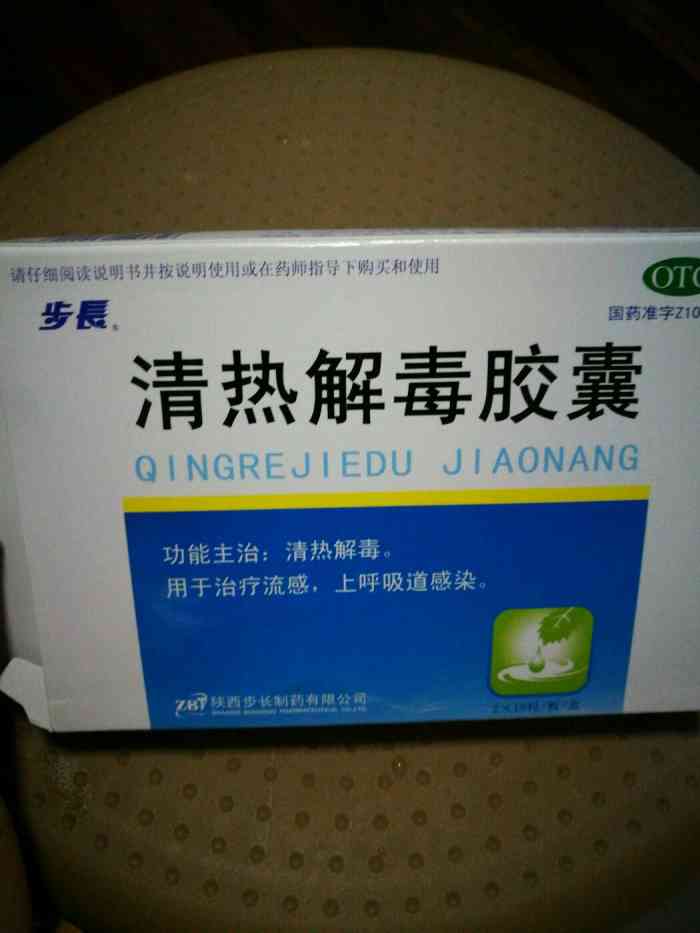 请仔细阅读说明书并按说明使用或在药师指导下购买和使用
OTC
步長
国药准字Z10
清热解毒胶囊
QINGREJIEDU JIAONANG
功能主治：清热解毒。
用于治疗流感，上呼吸道感染。
ZBT 陕西步长制药有限公司